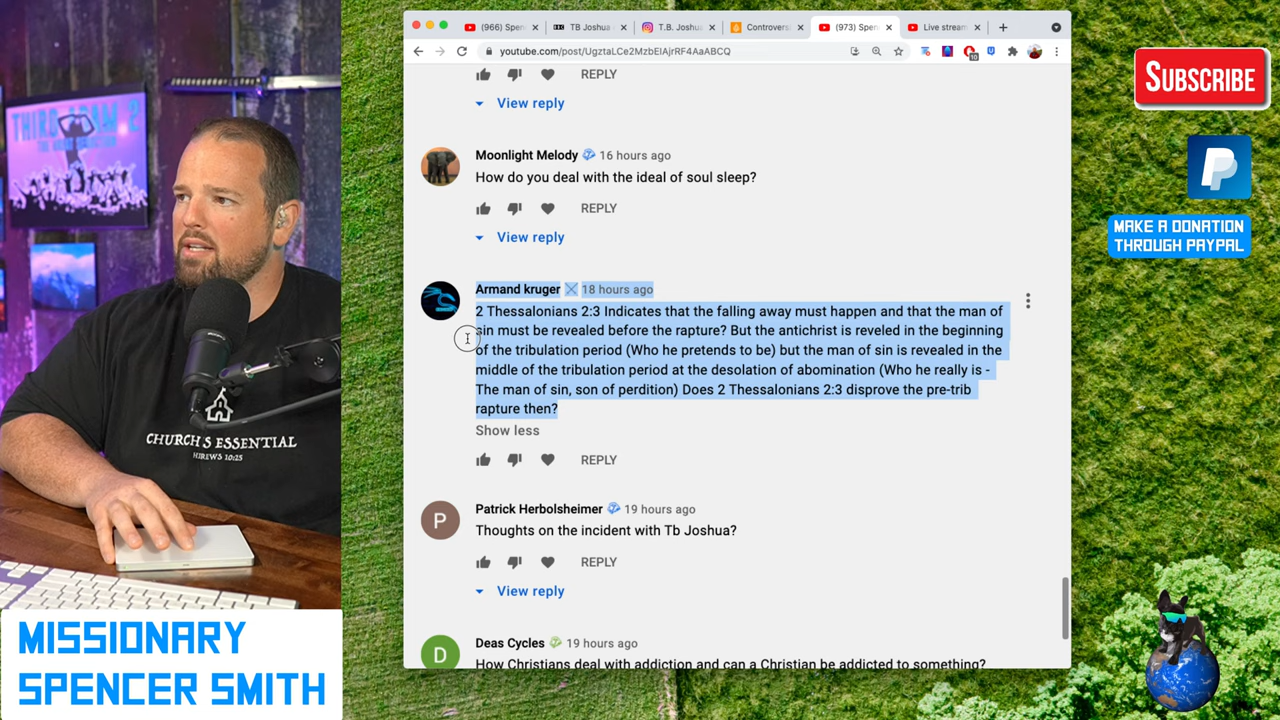 THIRD ADAM 2
CHURCH IS ESSENTIAL
HEBREWS 10:25
MISSIONARY
SPENCER SMITH
(966) Spen
TB Joshua
T.B. Joshua
Controvers
(973) Spen
Live stream
youtube.com/post/UgztaLCe2MzbEIAjrRF4AaABCQ
10
REPLY
View reply
Moonlight Melody 16 hours ago
How do you deal with the ideal of soul sleep?
REPLY
View reply
Armand kruger 18 hours ago
2 Thessalonians 2:3 Indicates that the falling away must happen and that the man of
sin must be revealed before the rapture? But the antichrist is reveled in the beginning
of the tribulation period (Who he pretends to be) but the man of sin is revealed in the
middle of the tribulation period at the desolation of abomination (Who he really is -
The man of sin, son of perdition) Does 2 Thessalonians 2:3 disprove the pre-trib
rapture then?
Show less
REPLY
P
Patrick Herbolsheimer 19 hours ago
Thoughts on the incident with Tb Joshua?
REPLY
View reply
D
Deas Cycles 19 hours ago
How Christians deal with addiction and can a Christian be addicted to something?
SUBSCRIBE
MAKE A DONATION
THROUGH PAYPAL